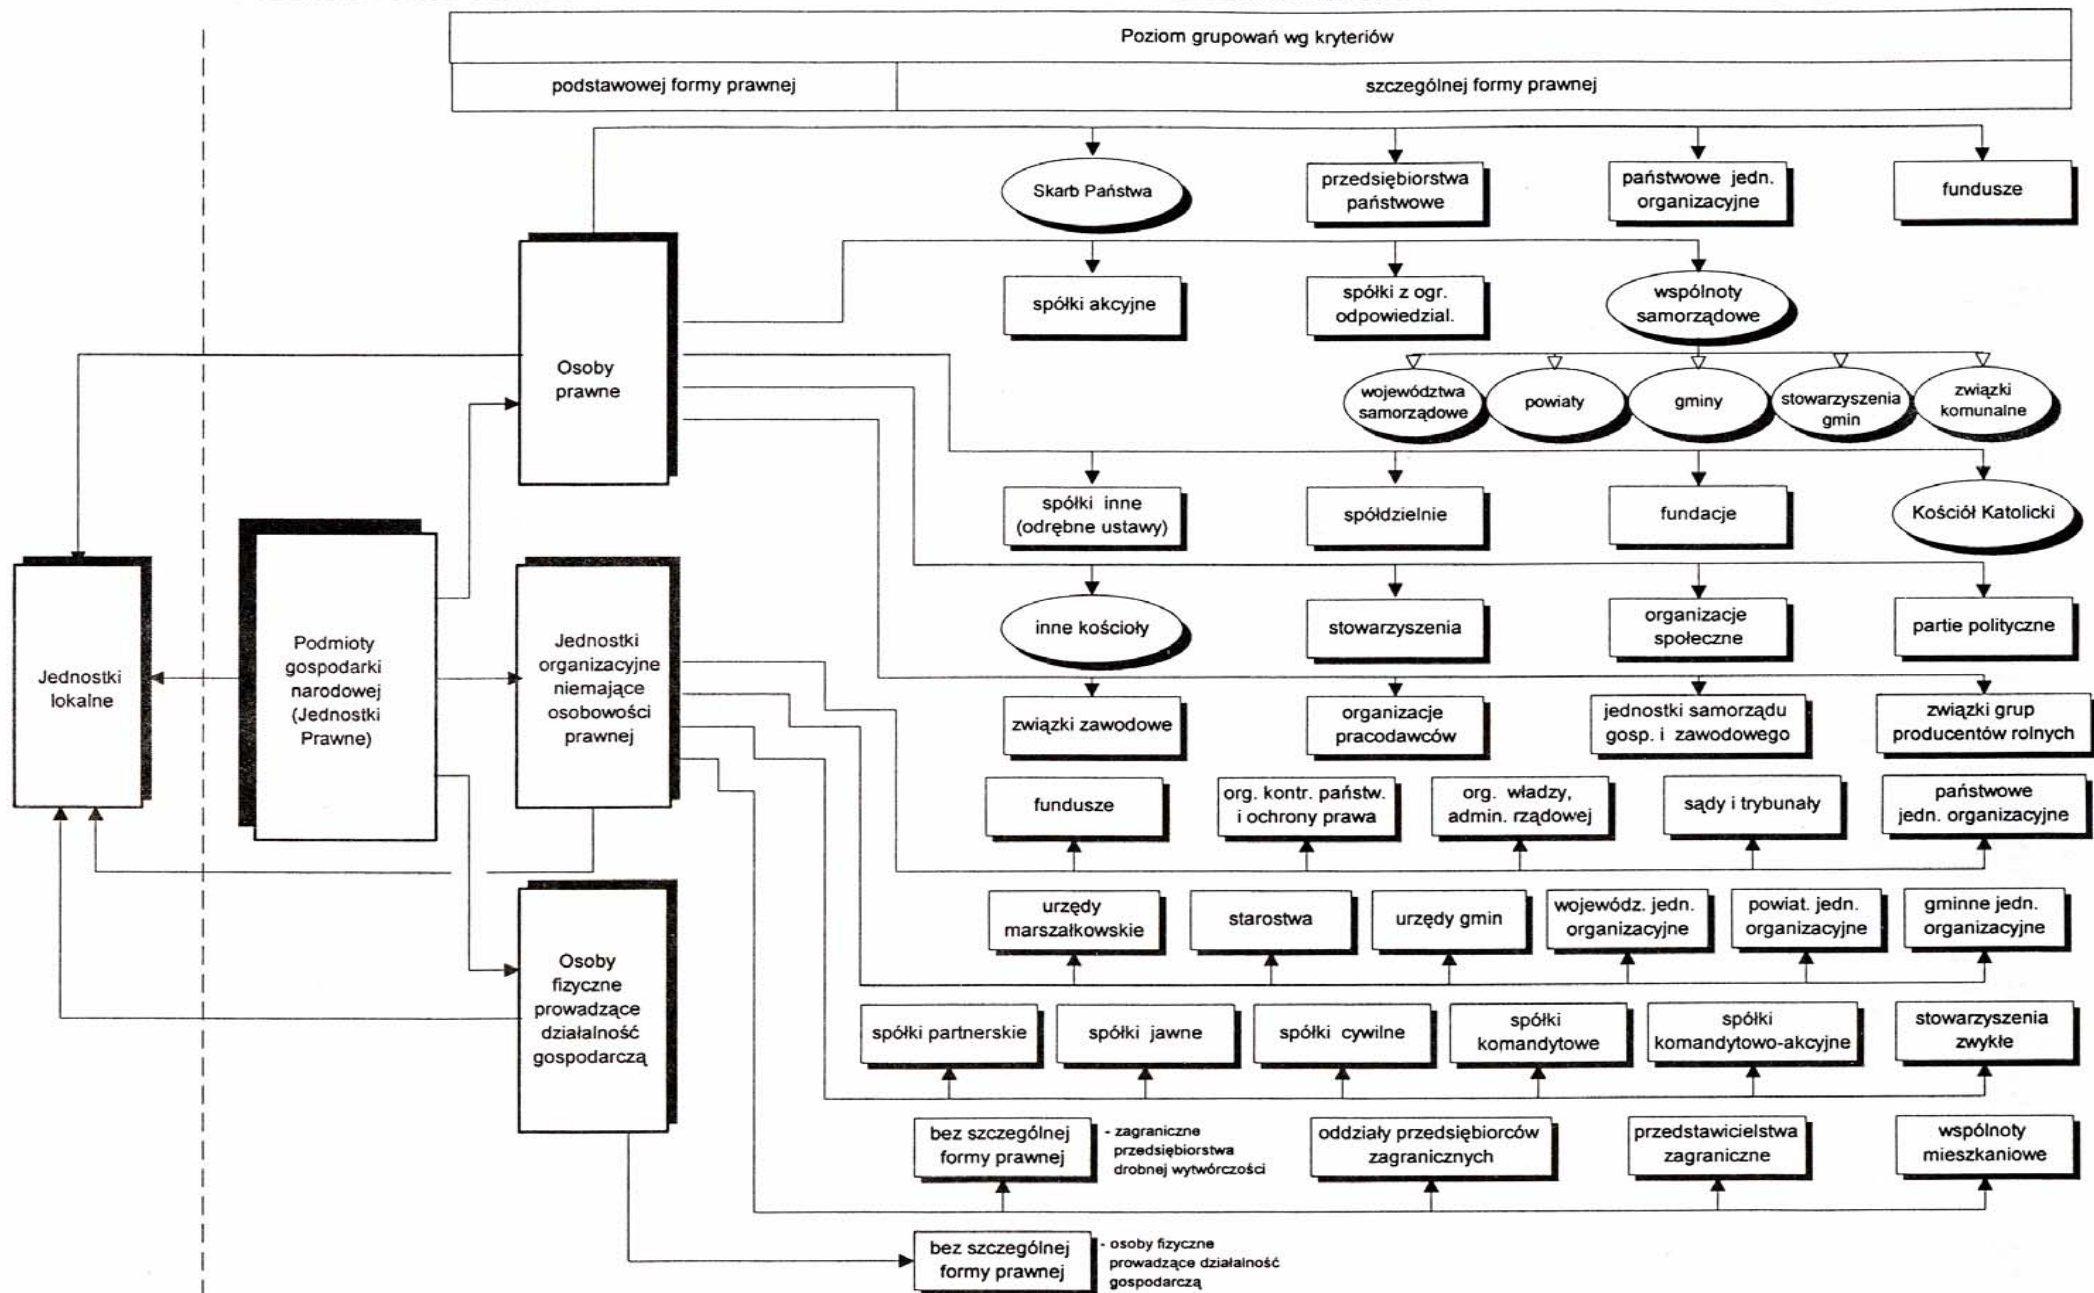 Poziom grupowań wg kryteriów
podstawowej formy prawnej
szczególnej formy prawnej
Skarb Państwa
przedsiębiorstwa
państwowe
państwowe jedn.
organizacyjne
fundusze
spółki akcyjne
spółki z ogr.
odpowiedzial.
wspólnoty
samorządowe
Osoby
prawne
województwa
samorządowe
powiaty
gminy
stowarzyszenia
gmin
związki
komunalne
spółki inne
(odrębne ustawy)
spółdzielnie
fundacje
Kościół Katolicki
inne kościoły
stowarzyszenia
organizacje
społeczne
partie polityczne
Jednostki
lokalne
Podmioty
gospodarki
narodowej
(Jednostki
Prawne)
Jednostki
organizacyjne
niemające
osobowości
prawnej
związki zawodowe
organizacje
pracodawców
jednostki samorządu
gosp. i zawodowego
związki grup
producentów rolnych
fundusze
org. kontr. państw.
i ochrony prawa
org. władzy,
admin. rządowej
sądy i trybunały
państwowe
jedn. organizacyjne
urzędy
marszałkowskie
starostwa
urzędy gmin
wojewódz. jedn.
organizacyjne
powiat. jedn.
organizacyjne
gminne jedn.
organizacyjne
Osoby
fizyczne
prowadzące
działalność
gospodarczą
spółki partnerskie
spółki jawne
spółki cywilne
spółki
komandytowe
spółki
komandytowo-akcyjne
stowarzyszenia
zwykłe
bez szczególnej
formy prawnej
- zagraniczne
przedsiębiorstwa
drobnej wytwórczości
oddziały przedsiębiorców
zagranicznych
przedstawicielstwa
zagraniczne
wspólnoty
mieszkaniowe
bez szczególnej
formy prawnej
- osoby fizyczne
prowadzące działalność
gospodarczą